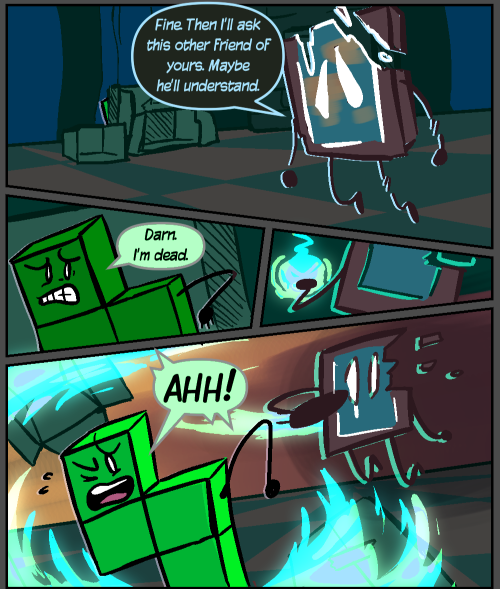 Fine. Then I'll ask
this other friend of
yours. Maybe
he'll understand.
Darn.
I'm dead.
AHH!